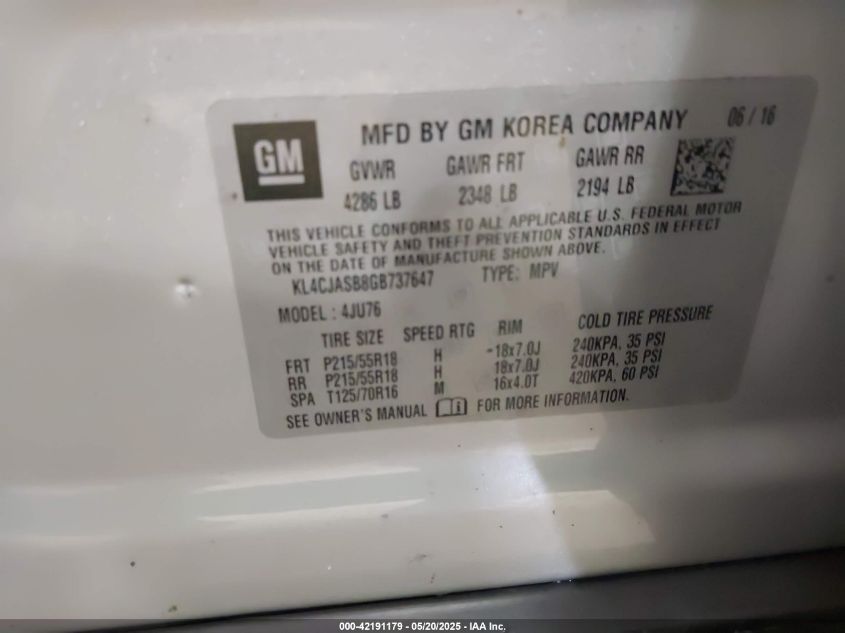 GM
MFD BY GM KOREA COMPANY 06 / 16
GVWR GAWR FRT GAWR RR
4286 LB 2348 LB 2194 LB
THIS VEHICLE CONFORMS TO ALL APPLICABLE U.S. FEDERAL MOTOR
VEHICLE SAFETY AND THEFT PREVENTION STANDARDS IN EFFECT
ON THE DATE OF MANUFACTURE SHOWN ABOVE.
KL4CJASB8GB737647 TYPE: MPV
MODEL : 4JU76
TIRE SIZE SPEED RTG RIM COLD TIRE PRESSURE
FRT P215/55R18 H 18x7.0J 240KPA, 35 PSI
RR P215/55R18 H 18x7.0J 240KPA, 35 PSI
SPA T125/70R16 M 16x4.0T 420KPA, 60 PSI
SEE OWNER'S MANUAL FOR MORE INFORMATION.
000-42191179 - 05/20/2025 - IAA Inc.